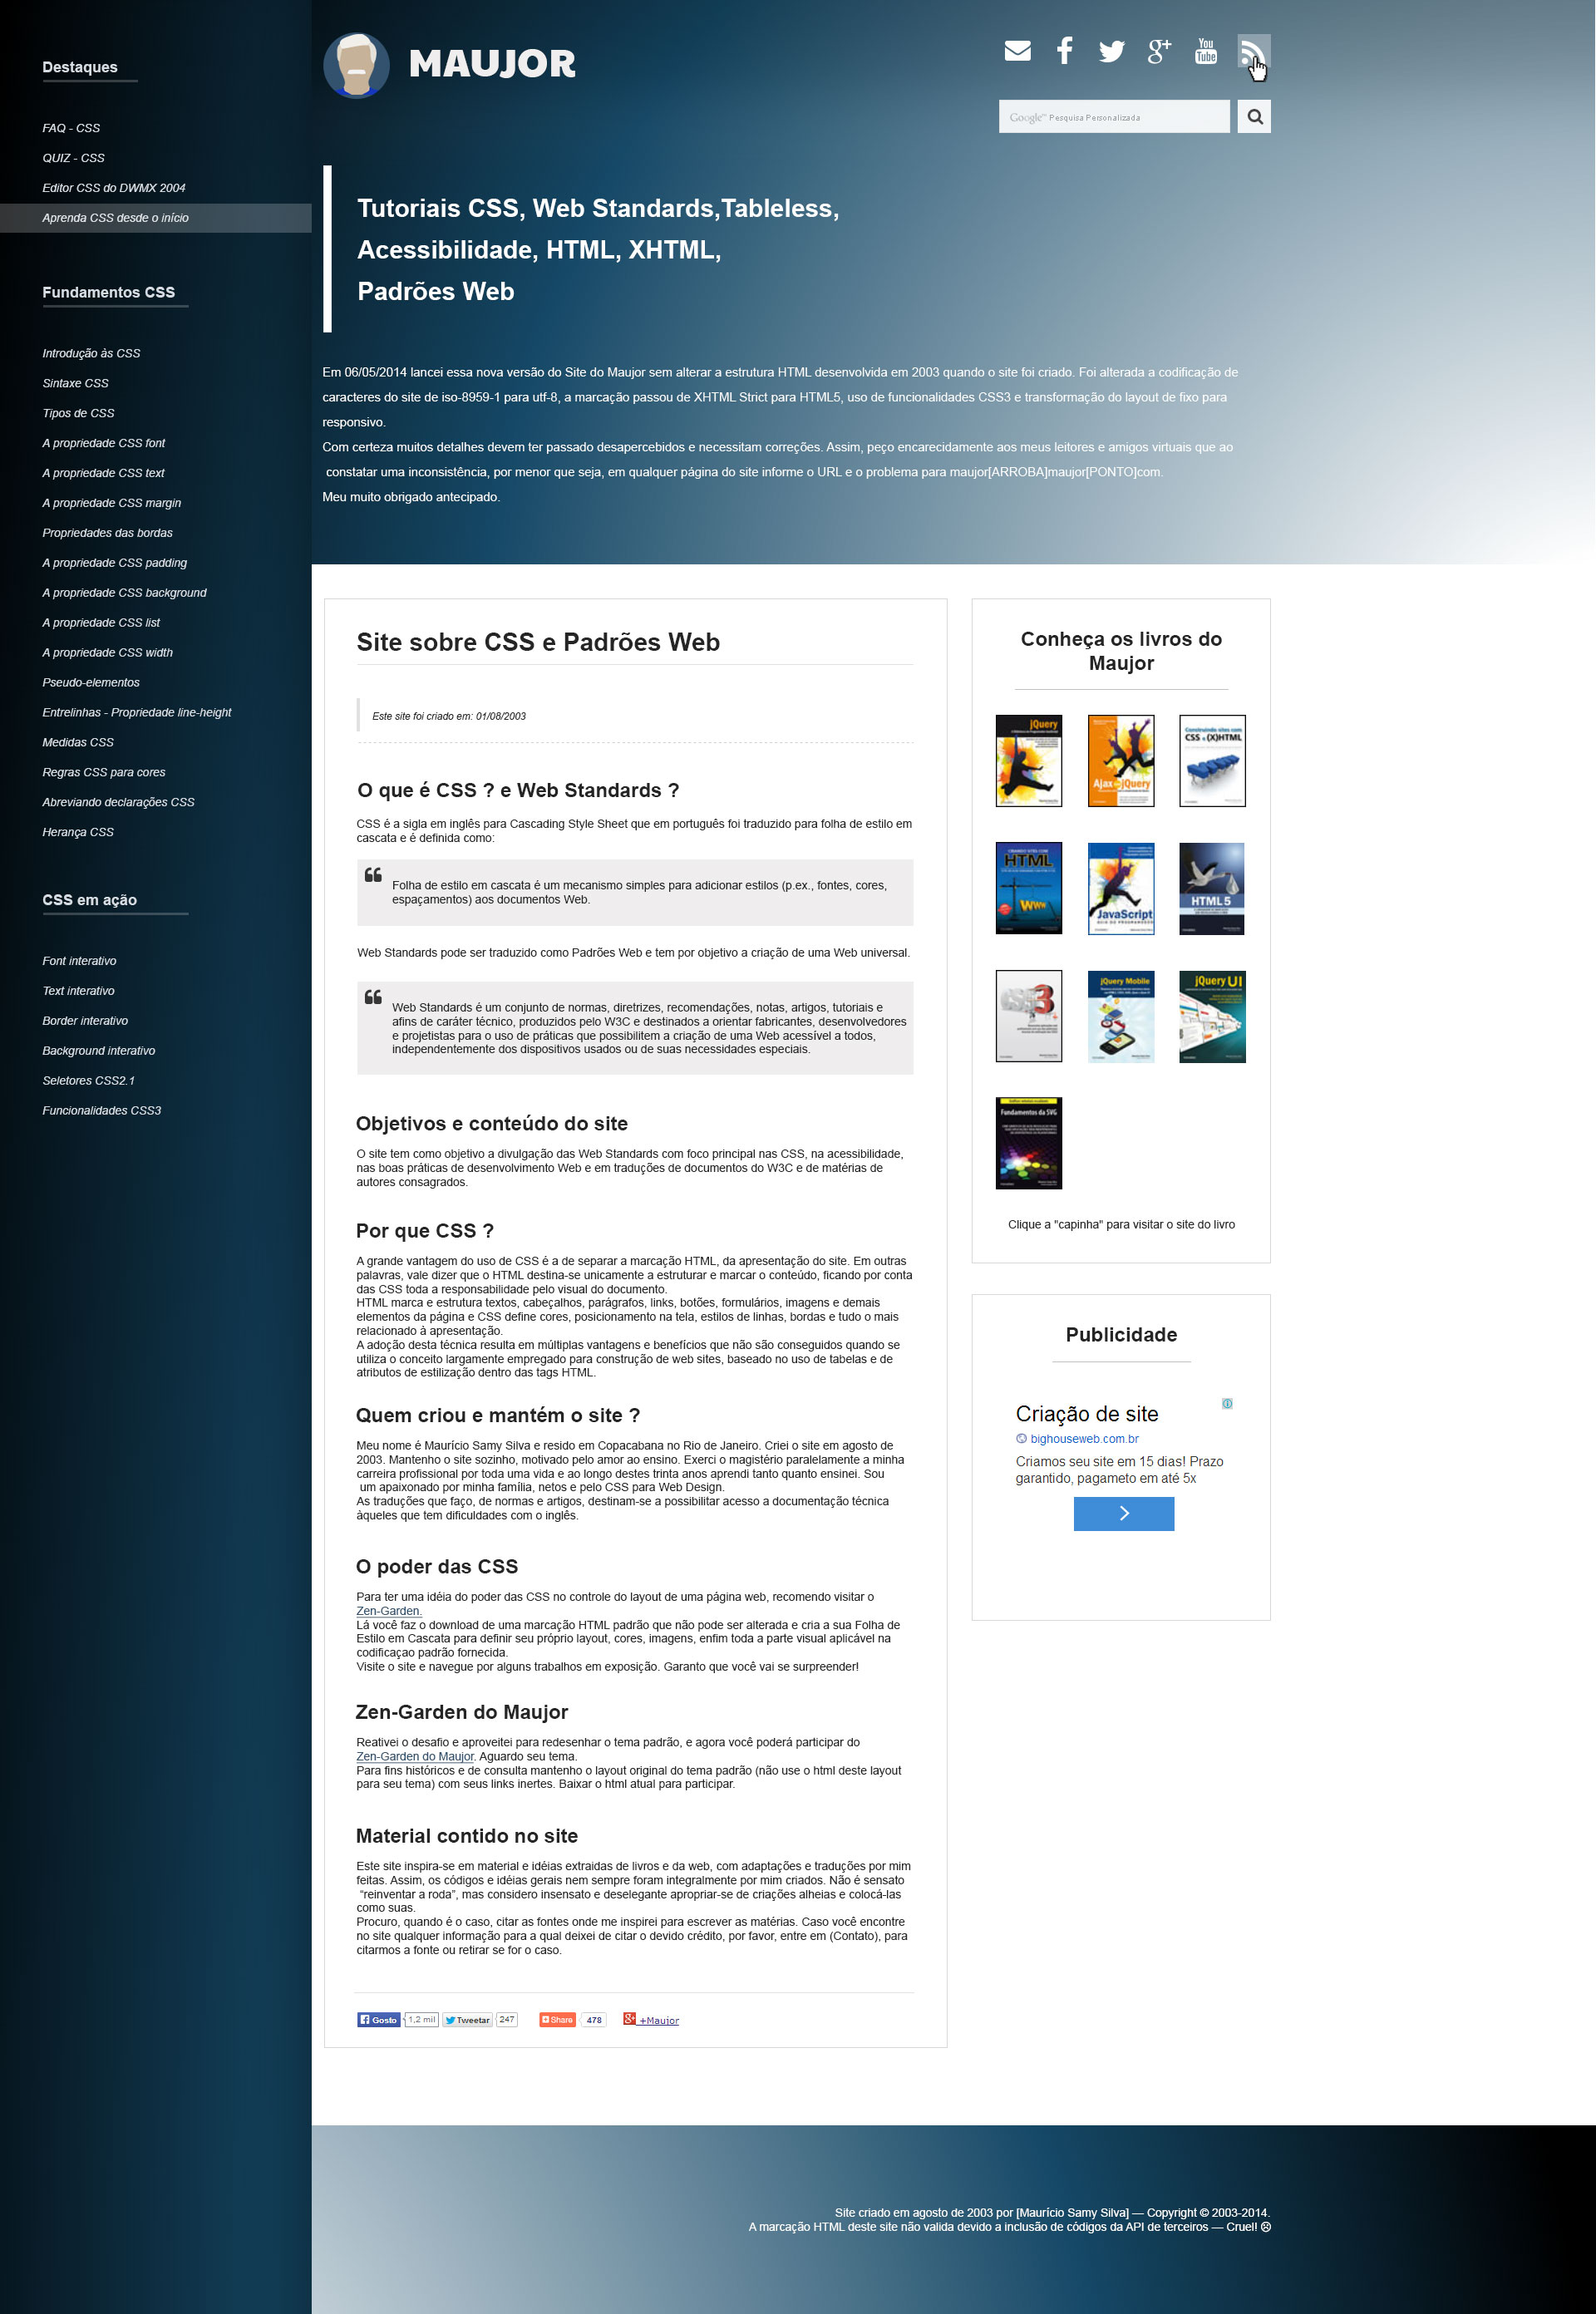 Destaques
FAQ - CSS
QUIZ - CSS
Editor CSS do DWMX 2004
Aprenda CSS desde o início
Fundamentos CSS
Introdução às CSS
Sintaxe CSS
Tipos de CSS
A propriedade CSS font
A propriedade CSS text
A propriedade CSS margin
Propriedades das bordas
A propriedade CSS padding
A propriedade CSS background
A propriedade CSS list
A propriedade CSS width
Pseudo-elementos
Entrelinhas - Propriedade line-height
Medidas CSS
Regras CSS para cores
Abreviando declarações CSS
Herança CSS
CSS em ação
Font interativo
Text interativo
Border interativo
Background interativo
Seletores CSS2.1
Funcionalidades CSS3
MAUJOR
You
Tube
Google™ Pesquisa Personalizada
Tutoriais CSS, Web Standards,Tableless,
Acessibilidade, HTML, XHTML,
Padrões Web
Em 06/05/2014 lancei essa nova versão do Site do Maujor sem alterar a estrutura HTML desenvolvida em 2003 quando o site foi criado. Foi alterada a codificação de
caracteres do site de iso-8959-1 para utf-8, a marcação passou de XHTML Strict para HTML5, uso de funcionalidades CSS3 e transformação do layout de fixo para
responsivo.
Com certeza muitos detalhes devem ter passado desapercebidos e necessitam correções. Assim, peço encarecidamente aos meus leitores e amigos virtuais que ao
constatar uma inconsistência, por menor que seja, em qualquer página do site informe o URL e o problema para maujor[ARROBA]maujor[PONTO]com.
Meu muito obrigado antecipado.
Site sobre CSS e Padrões Web
Este site foi criado em: 01/08/2003
O que é CSS ? e Web Standards ?
CSS é a sigla em inglês para Cascading Style Sheet que em português foi traduzido para folha de estilo em
cascata e é definida como:
Folha de estilo em cascata é um mecanismo simples para adicionar estilos (p.ex., fontes, cores,
espaçamentos) aos documentos Web.
Web Standards pode ser traduzido como Padrões Web e tem por objetivo a criação de uma Web universal.
Web Standards é um conjunto de normas, diretrizes, recomendações, notas, artigos, tutoriais e
afins de caráter técnico, produzidos pelo W3C e destinados a orientar fabricantes, desenvolvedores
e projetistas para o uso de práticas que possibilitem a criação de uma Web acessível a todos,
independentemente dos dispositivos usados ou de suas necessidades especiais.
Objetivos e conteúdo do site
O site tem como objetivo a divulgação das Web Standards com foco principal nas CSS, na acessibilidade,
nas boas práticas de desenvolvimento Web e em traduções de documentos do W3C e de matérias de
autores consagrados.
Por que CSS ?
A grande vantagem do uso de CSS é a de separar a marcação HTML, da apresentação do site. Em outras
palavras, vale dizer que o HTML destina-se unicamente a estruturar e marcar o conteúdo, ficando por conta
das CSS toda a responsabilidade pelo visual do documento.
HTML marca e estrutura textos, cabeçalhos, parágrafos, links, botões, formulários, imagens e demais
elementos da página e CSS define cores, posicionamento na tela, estilos de linhas, bordas e tudo o mais
relacionado à apresentação.
A adoção desta técnica resulta em múltiplas vantagens e benefícios que não são conseguidos quando se
utiliza o conceito largamente empregado para construção de web sites, baseado no uso de tabelas e de
atributos de estilização dentro das tags HTML.
Quem criou e mantém o site ?
Meu nome é Maurício Samy Silva e resido em Copacabana no Rio de Janeiro. Criei o site em agosto de
2003. Mantenho o site sozinho, motivado pelo amor ao ensino. Exerci o magistério paralelamente a minha
carreira profissional por toda uma vida e ao longo destes trinta anos aprendi tanto quanto ensinei. Sou
um apaixonado por minha família, netos e pelo CSS para Web Design.
As traduções que faço, de normas e artigos, destinam-se a possibilitar acesso a documentação técnica
àqueles que tem dificuldades com o inglês.
O poder das CSS
Para ter uma idéia do poder das CSS no controle do layout de uma página web, recomendo visitar o
Zen-Garden.
Lá você faz o download de uma marcação HTML padrão que não pode ser alterada e cria a sua Folha de
Estilo em Cascata para definir seu próprio layout, cores, imagens, enfim toda a parte visual aplicável na
codificaçao padrão fornecida.
Visite o site e navegue por alguns trabalhos em exposição. Garanto que você vai se surpreender!
Zen-Garden do Maujor
Reativei o desafio e aproveitei para redesenhar o tema padrão, e agora você poderá participar do
Zen-Garden do Maujor. Aguardo seu tema.
Para fins históricos e de consulta mantenho o layout original do tema padrão (não use o html deste layout
para seu tema) com seus links inertes. Baixar o html atual para participar.
Material contido no site
Este site inspira-se em material e idéias extraidas de livros e da web, com adaptações e traduções por mim
feitas. Assim, os códigos e idéias gerais nem sempre foram integralmente por mim criados. Não é sensato
“reinventar a roda”, mas considero insensato e deselegante apropriar-se de criações alheias e colocá-las
como suas.
Procuro, quando é o caso, citar as fontes onde me inspirei para escrever as matérias. Caso você encontre
no site qualquer informação para a qual deixei de citar o devido crédito, por favor, entre em (Contato), para
citarmos a fonte ou retirar se for o caso.
Gosto 1,2 mil Tweetar 247 Share 478 +Maujor
Conheça os livros do
Maujor
jQuery
Ajax com jQuery
Construindo sites com
CSS e (X)HTML
HTML
WWW
JavaScript
HTML 5
CSS3
jQuery Mobile
jQuery UI
Fundamentos da SVG
Clique a "capinha" para visitar o site do livro
Publicidade
Criação de site
bighouseweb.com.br
Criamos seu site em 15 dias! Prazo
garantido, pagameto em até 5x
Site criado em agosto de 2003 por [Maurício Samy Silva] — Copyright © 2003-2014.
A marcação HTML deste site não valida devido a inclusão de códigos da API de terceiros — Cruel! ☹